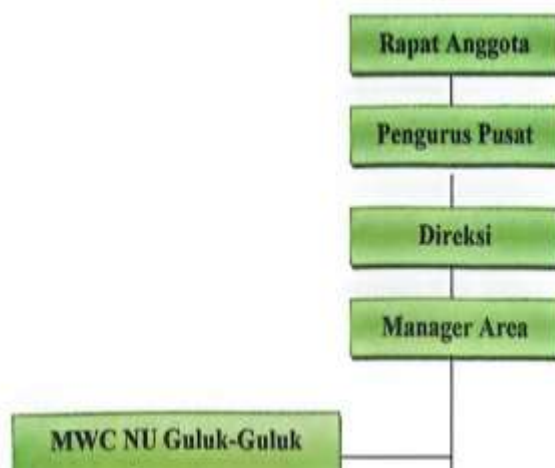 Rapat Anggota
Pengurus Pusat
Direksi
Manager Area
MWC NU Guluk-Guluk